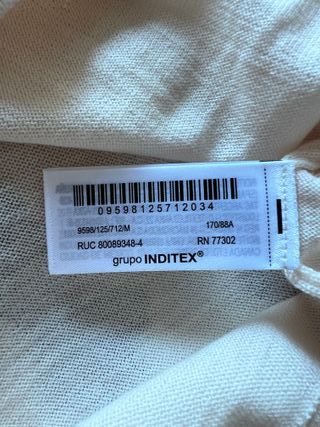 09598125712034
9598/125/712/M 170/88A
RUC 80089348-4 RN 77302
grupo INDITEX®